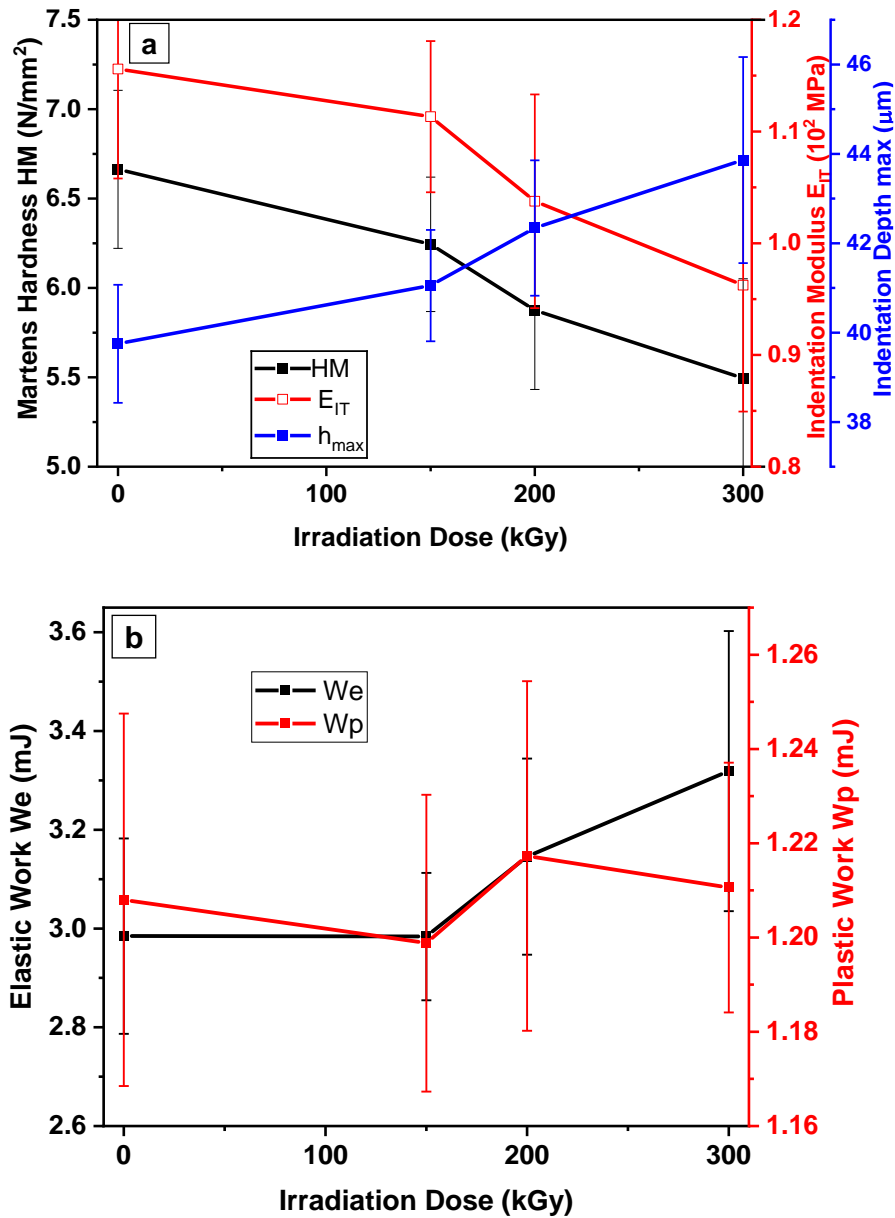 a
Martens Hardness HM (N/mm²)
7.5
7.0
6.5
6.0
5.5
5.0
HM
E_IT
h_max
0
100
200
300
Irradiation Dose (kGy)
1.2
1.1
1.0
0.9
0.8
Indentation Modulus E_IT (10² MPa)
46
44
42
40
38
Indentation Depth max (μm)
b
Elastic Work We (mJ)
3.6
3.4
3.2
3.0
2.8
2.6
We
Wp
0
100
200
300
Irradiation Dose (kGy)
1.26
1.24
1.22
1.20
1.18
1.16
Plastic Work Wp (mJ)